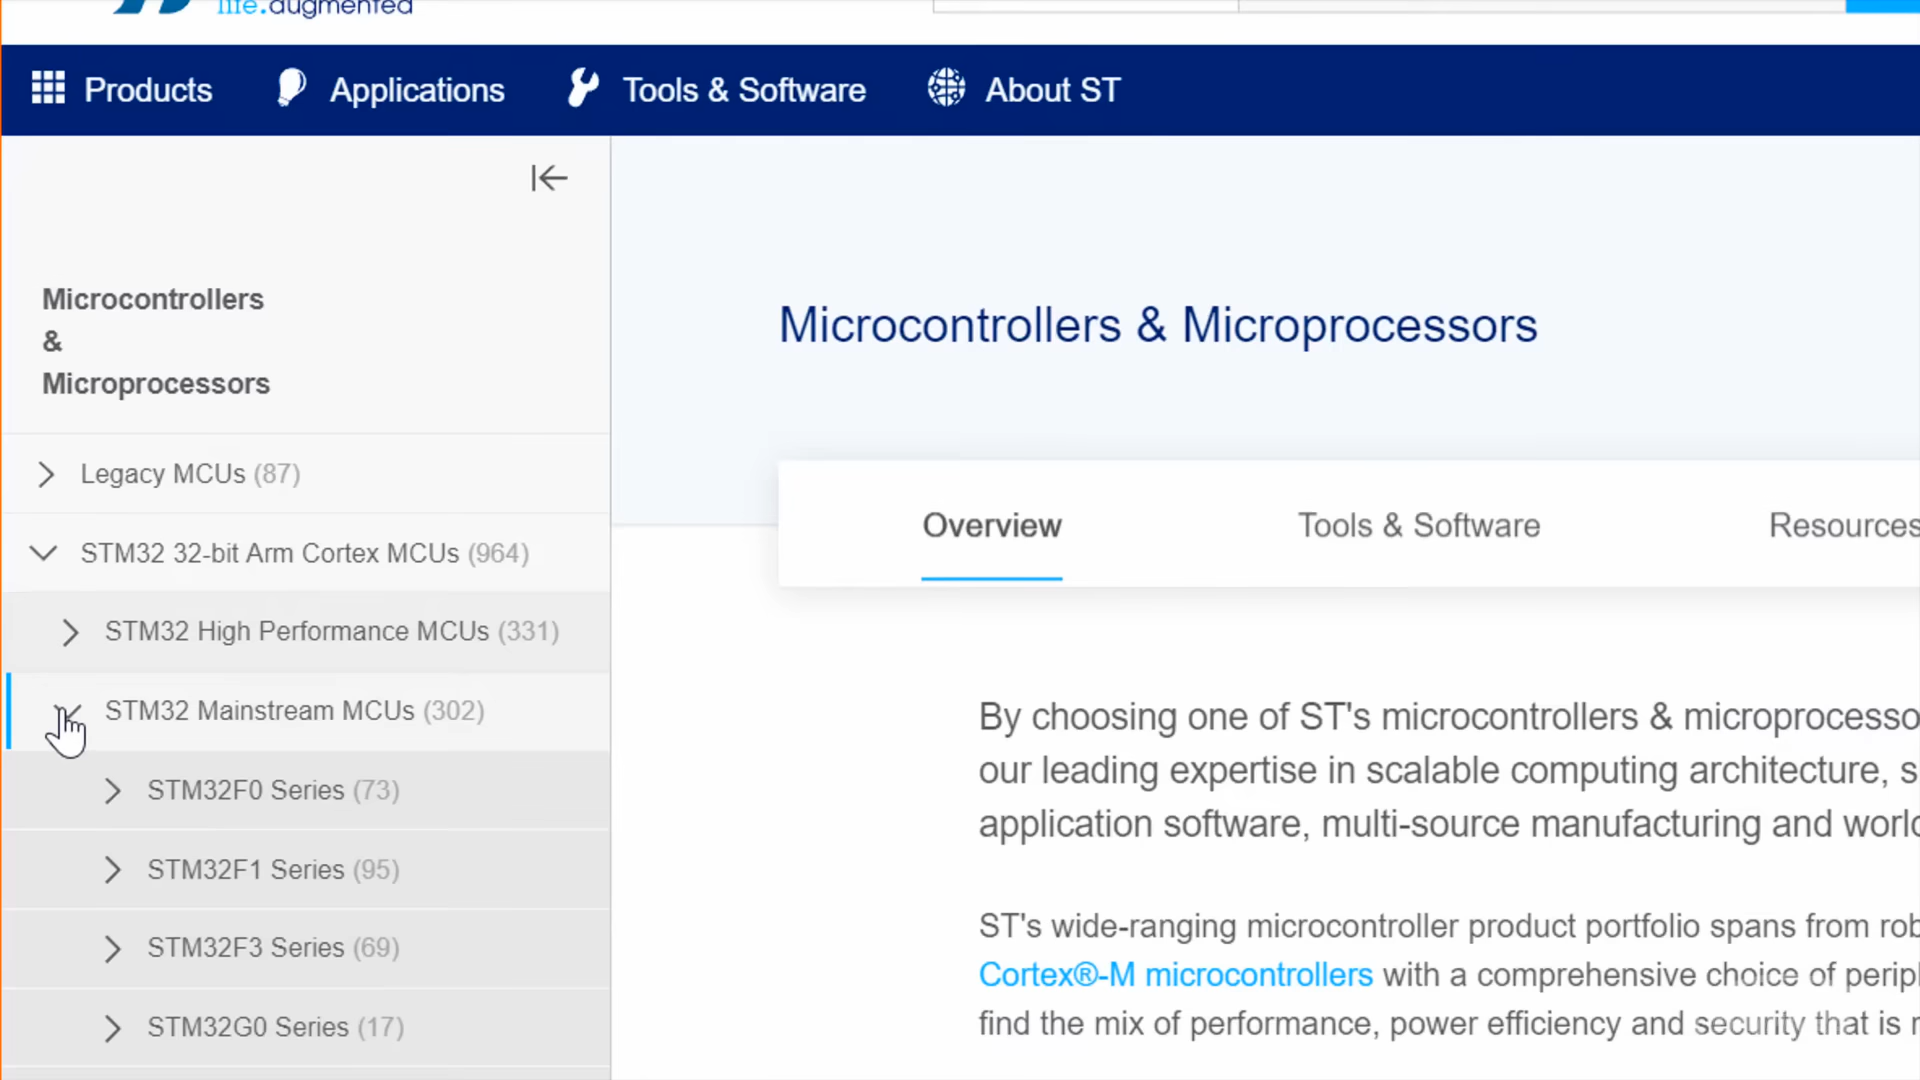 life.augmented
Products Applications Tools & Software About ST
Microcontrollers
&
Microprocessors
Legacy MCUs (87)
STM32 32-bit Arm Cortex MCUs (964)
STM32 High Performance MCUs (331)
STM32 Mainstream MCUs (302)
STM32F0 Series (73)
STM32F1 Series (95)
STM32F3 Series (69)
STM32G0 Series (17)
Microcontrollers & Microprocessors
Overview Tools & Software Resources
By choosing one of ST's microcontrollers & microprocesso
our leading expertise in scalable computing architecture, s
application software, multi-source manufacturing and worl
ST's wide-ranging microcontroller product portfolio spans from rob
Cortex®-M microcontrollers with a comprehensive choice of periph
find the mix of performance, power efficiency and security that is